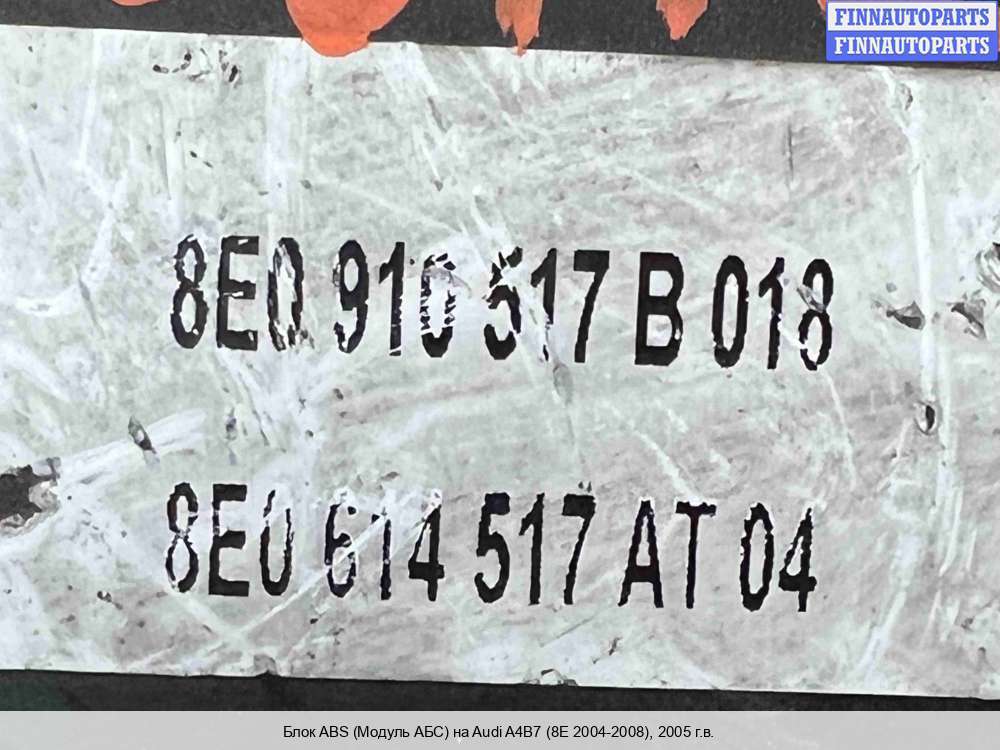 FINNAUTOPARTS
FINNAUTOPARTS
8E0 910 517 B 018
8E0 614 517 AT 04
Блок ABS (Модуль АБС) на Audi A4B7 (8E 2004-2008), 2005 г.в.